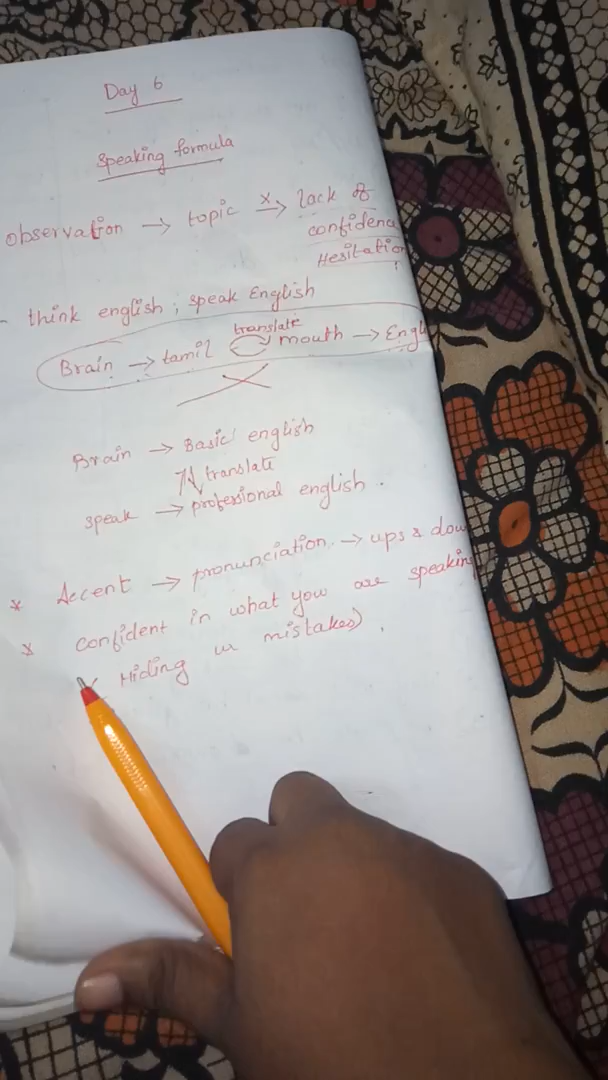 Day 6
Speaking formula
observation → topic x→ lack of
confidenc
Hesitation
- think english ; speak English
translate
Brain → tamil mouth → Engl
Brain → Basic english
translate
speak → professional english .
* Accent → pronunciation → ups & dow
* confident in what you are speaking
Hiding ur mistakes) .